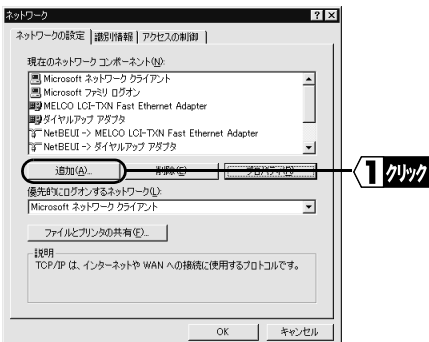 ネットワーク
ネットワークの設定 識別情報 アクセスの制御
現在のネットワーク コンポーネント(N):
Microsoft ネットワーク クライアント
Microsoft ファミリ ログオン
MELCO LCI-TXN Fast Ethernet Adapter
ダイヤルアップ アダプタ
NetBEUI -> MELCO LCI-TXN Fast Ethernet Adapter
NetBEUI -> ダイヤルアップ アダプタ
追加(A)... 削除(E) プロパティ(R)
1 クリック
優先的にログオンするネットワーク(L):
Microsoft ネットワーク クライアント
ファイルとプリンタの共有(F)...
説明
TCP/IP は、インターネットや WAN への接続に使用するプロトコルです。
OK キャンセル